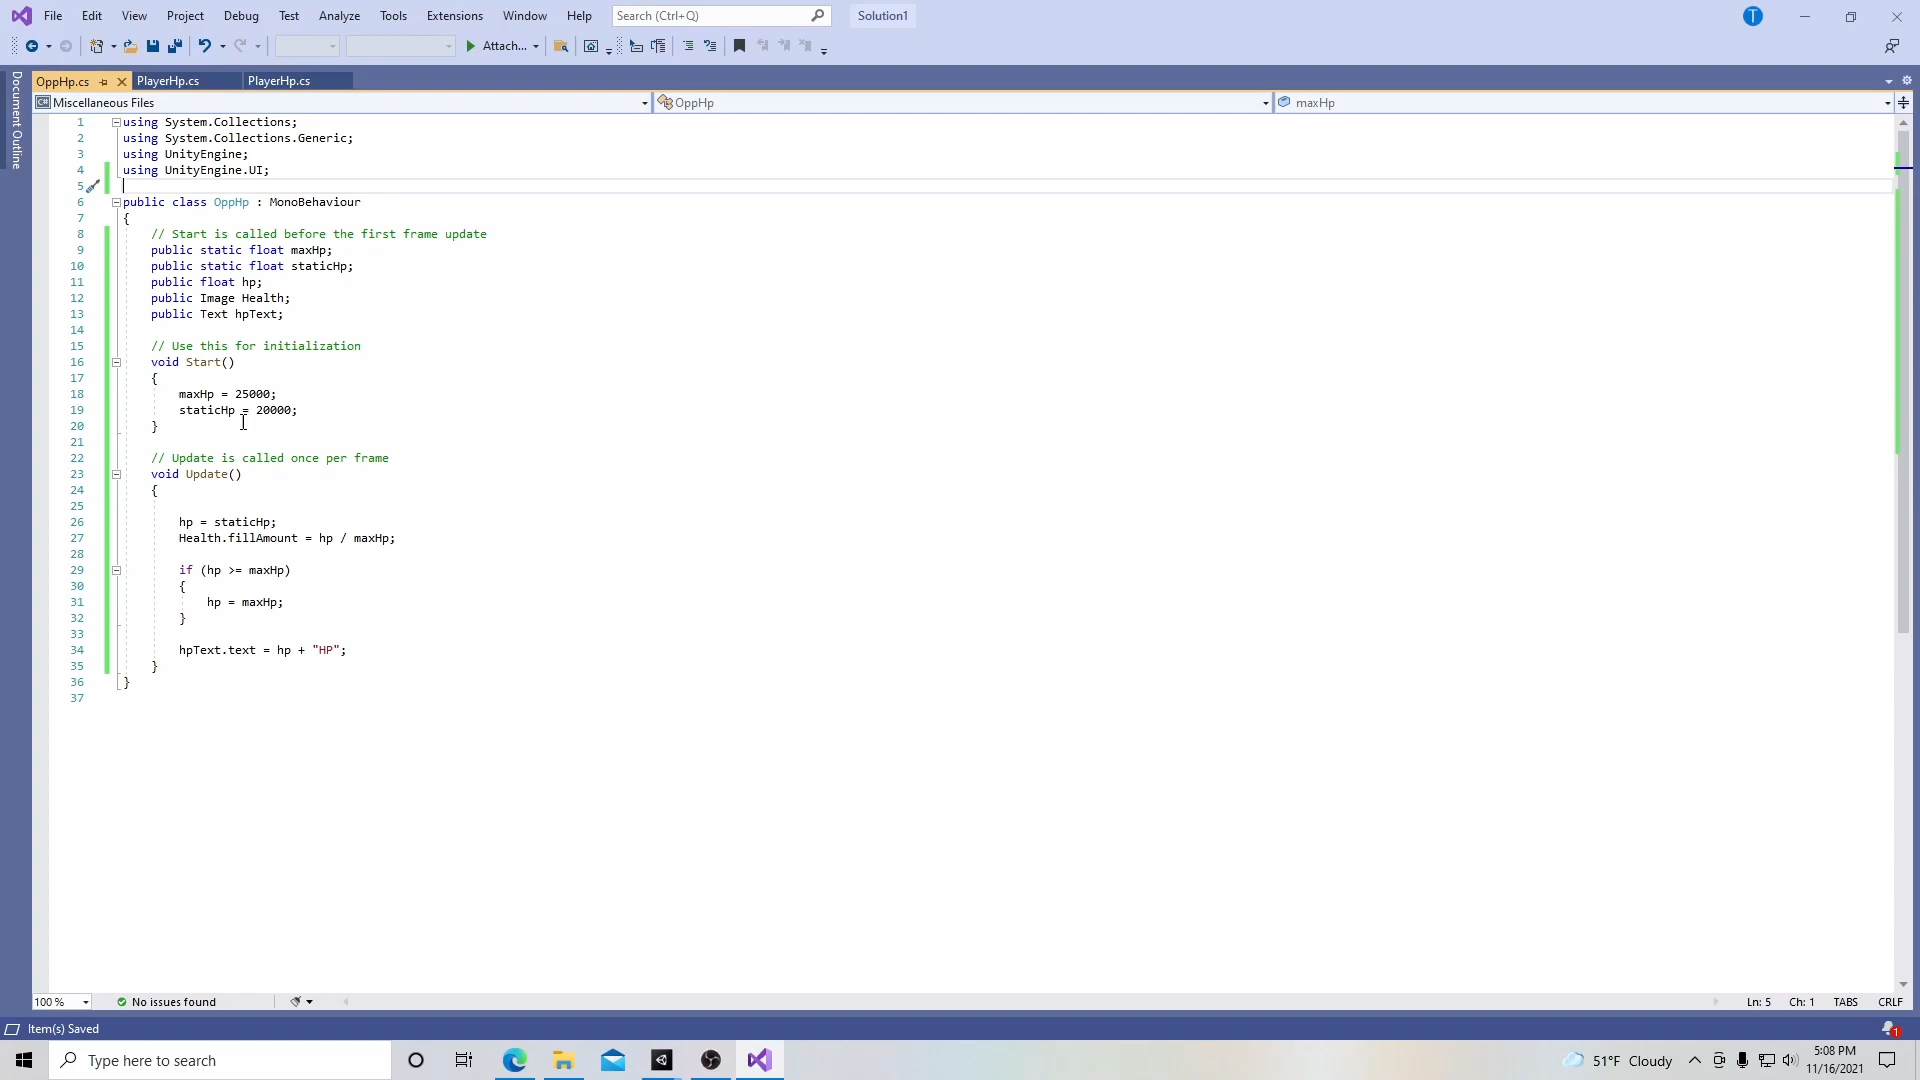 File Edit View Project Debug Test Analyze Tools Extensions Window Help Search (Ctrl+Q) Solution1 T
Attach...
OppHp.cs PlayerHp.cs PlayerHp.cs
Document Outline
C# Miscellaneous Files OppHp maxHp
1 using System.Collections;
2 using System.Collections.Generic;
3 using UnityEngine;
4 using UnityEngine.UI;
5
6 public class OppHp : MonoBehaviour
7 {
8 // Start is called before the first frame update
9 public static float maxHp;
10 public static float staticHp;
11 public float hp;
12 public Image Health;
13 public Text hpText;
14
15 // Use this for initialization
16 void Start()
17 {
18 maxHp = 25000;
19 staticHp = 20000;
20 }
21
22 // Update is called once per frame
23 void Update()
24 {
25
26 hp = staticHp;
27 Health.fillAmount = hp / maxHp;
28
29 if (hp >= maxHp)
30 {
31 hp = maxHp;
32 }
33
34 hpText.text = hp + "HP";
35 }
36 }
37
100 % No issues found Ln: 5 Ch: 1 TABS CRLF
Item(s) Saved 1
Type here to search 51°F Cloudy 5:08 PM
11/16/2021